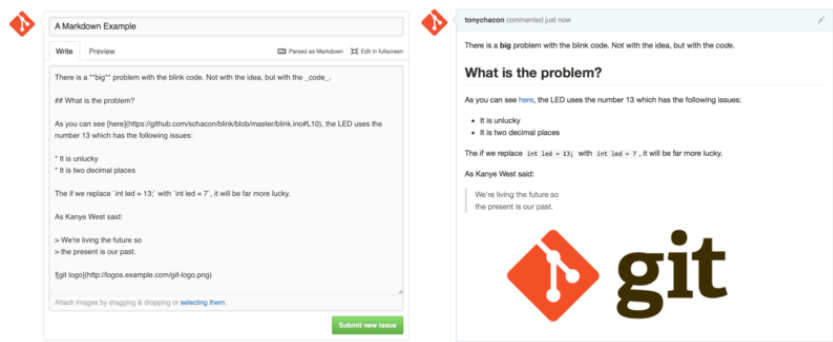 A Markdown Example
Write
Preview
Parsed as Markdown
Edit in fullscreen
There is a **big** problem with the blink code. Not with the idea, but with the _code_.
## What is the problem?
As you can see [here](https://github.com/schacon/blink/blob/master/blink.ino#L10), the LED uses the
number 13 which has the following issues:
* It is unlucky
* It is two decimal places
The if we replace `int led = 13;` with `int led = 7`, it will be far more lucky.
As Kanye West said:
> We're living the future so
> the present is our past.
![git logo](http://logos.example.com/git-logo.png)
Attach images by dragging & dropping or selecting them.
Submit new issue
tonychacon commented just now
There is a big problem with the blink code. Not with the idea, but with the code.
What is the problem?
As you can see here, the LED uses the number 13 which has the following issues:
• It is unlucky
• It is two decimal places
The if we replace int led = 13; with int led = 7 , it will be far more lucky.
As Kanye West said:
We're living the future so
the present is our past.
git